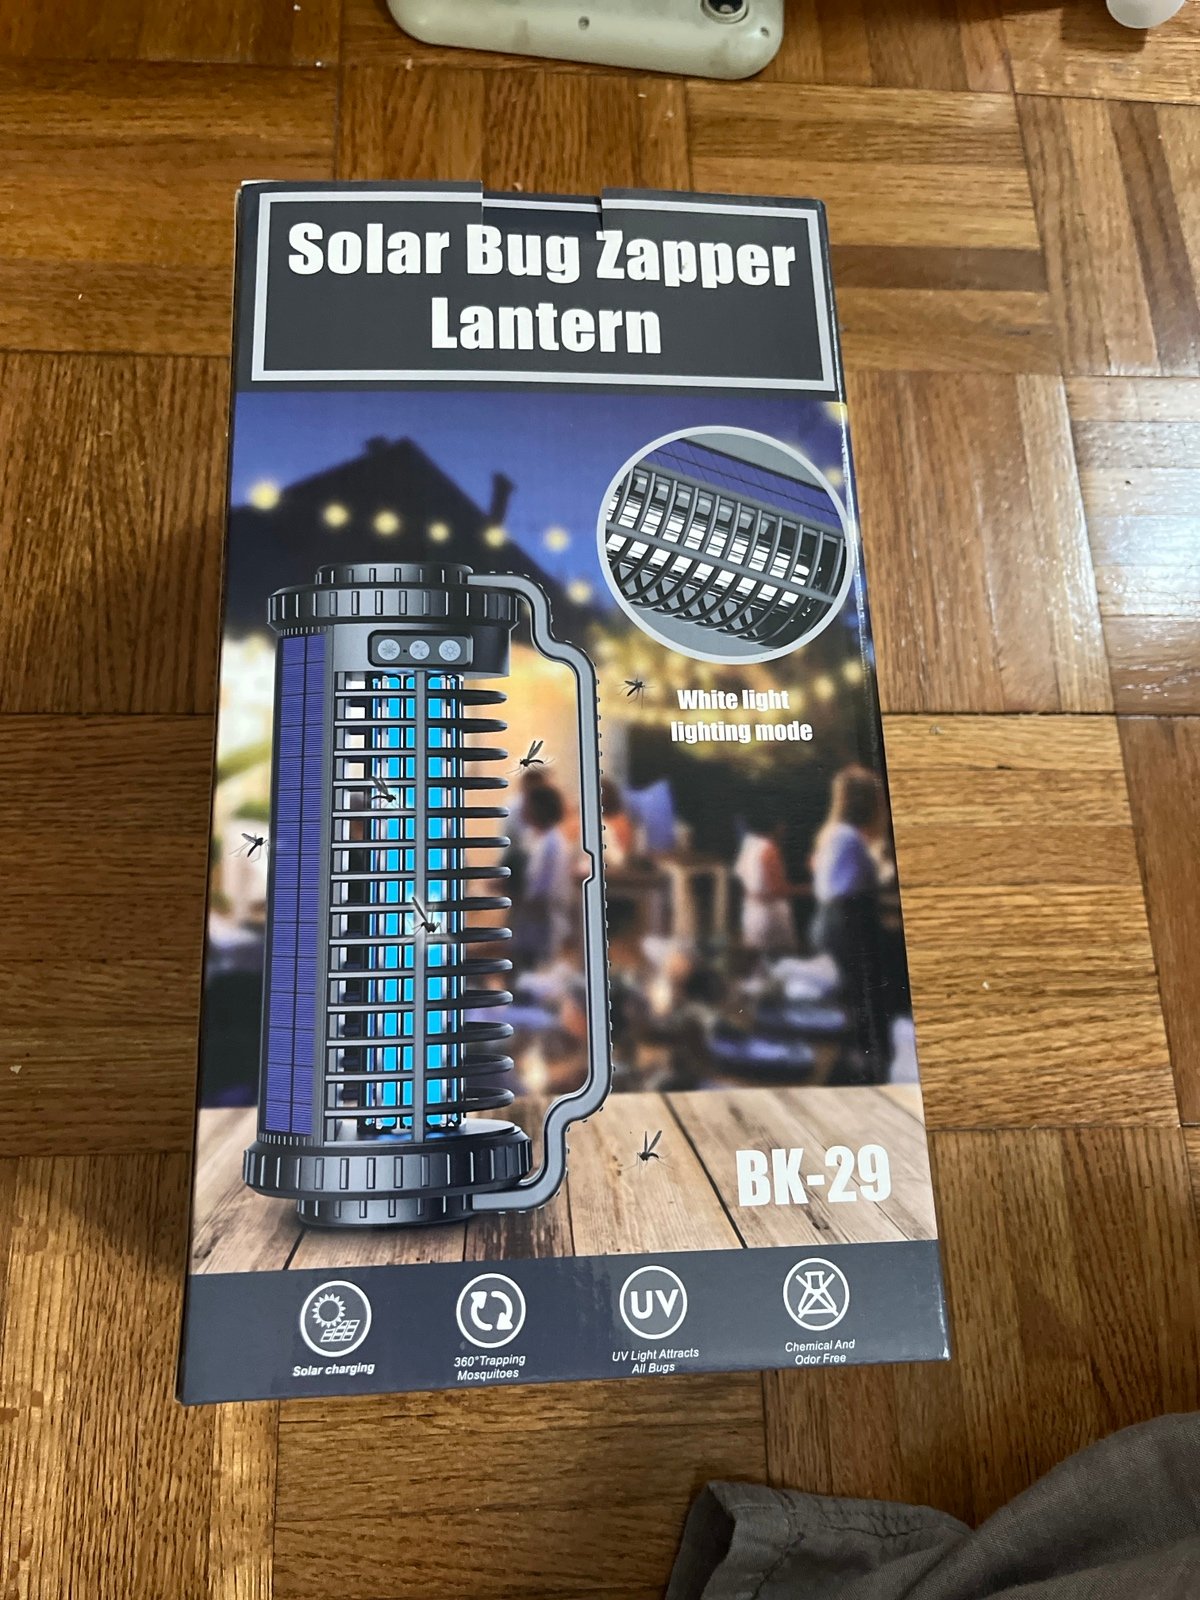 Solar Bug Zapper
Lantern
White light
lighting mode
BK-29
Solar charging
360°Trapping
Mosquitoes
UV
UV Light Attracts
All Bugs
Chemical And
Odor Free